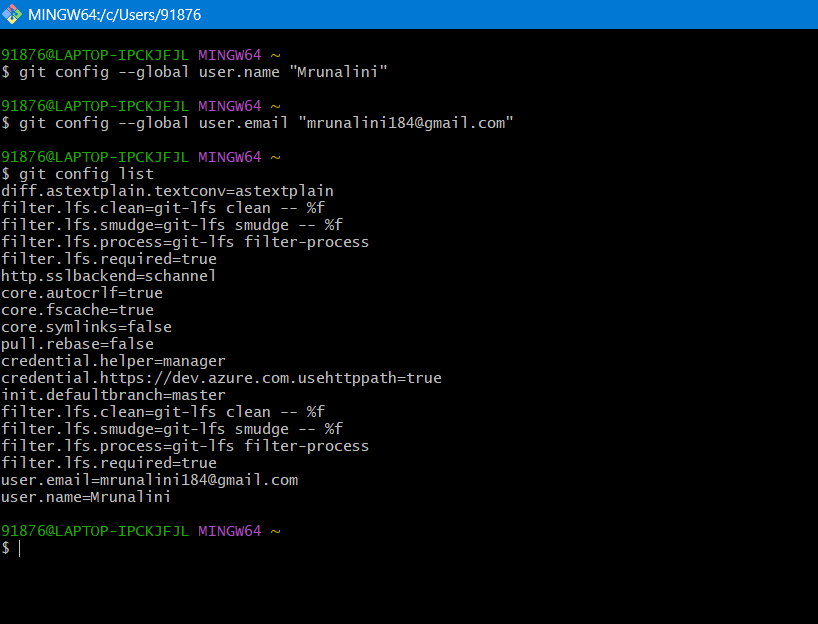 MINGW64:/c/Users/91876
91876@LAPTOP-IPCKJFJL MINGW64 ~
$ git config --global user.name "Mrunalini"
91876@LAPTOP-IPCKJFJL MINGW64 ~
$ git config --global user.email "mrunalini184@gmail.com"
91876@LAPTOP-IPCKJFJL MINGW64 ~
$ git config list
diff.astextplain.textconv=astextplain
filter.lfs.clean=git-lfs clean -- %f
filter.lfs.smudge=git-lfs smudge -- %f
filter.lfs.process=git-lfs filter-process
filter.lfs.required=true
http.sslbackend=schannel
core.autocrlf=true
core.fscache=true
core.symlinks=false
pull.rebase=false
credential.helper=manager
credential.https://dev.azure.com.usehttppath=true
init.defaultbranch=master
filter.lfs.clean=git-lfs clean -- %f
filter.lfs.smudge=git-lfs smudge -- %f
filter.lfs.process=git-lfs filter-process
filter.lfs.required=true
user.email=mrunalini184@gmail.com
user.name=Mrunalini
91876@LAPTOP-IPCKJFJL MINGW64 ~
$